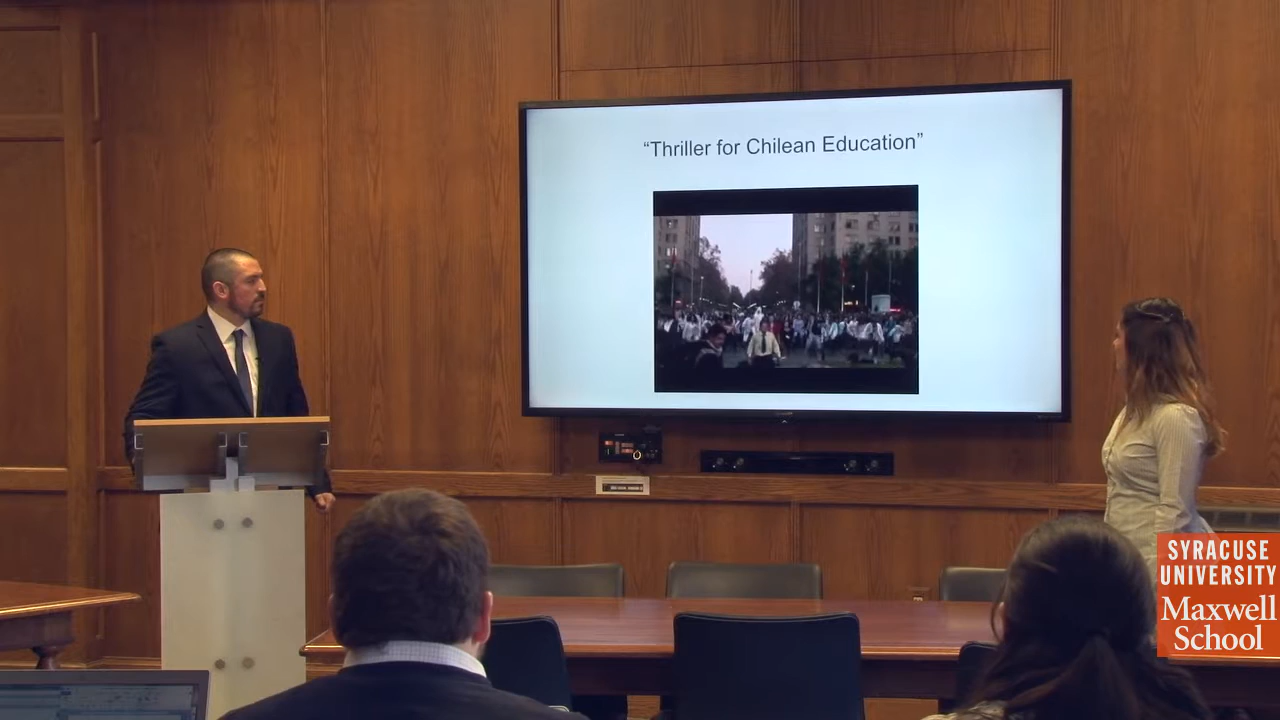 “Thriller for Chilean Education”
SYRACUSE
UNIVERSITY
Maxwell
School